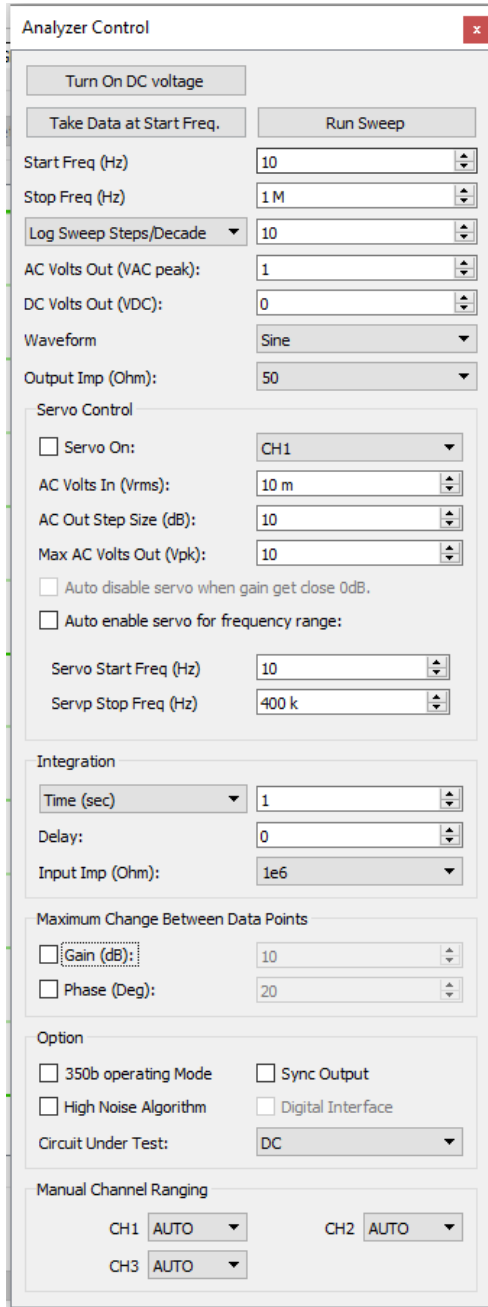 Analyzer Control
x
Turn On DC voltage
Take Data at Start Freq. Run Sweep
Start Freq (Hz) 10
Stop Freq (Hz) 1 M
Log Sweep Steps/Decade 10
AC Volts Out (VAC peak): 1
DC Volts Out (VDC): 0
Waveform Sine
Output Imp (Ohm): 50
Servo Control
Servo On: CH1
AC Volts In (Vrms): 10 m
AC Out Step Size (dB): 10
Max AC Volts Out (Vpk): 10
Auto disable servo when gain get close 0dB.
Auto enable servo for frequency range:
Servo Start Freq (Hz) 10
Servp Stop Freq (Hz) 400 k
Integration
Time (sec) 1
Delay: 0
Input Imp (Ohm): 1e6
Maximum Change Between Data Points
Gain (dB): 10
Phase (Deg): 20
Option
350b operating Mode Sync Output
High Noise Algorithm Digital Interface
Circuit Under Test: DC
Manual Channel Ranging
CH1 AUTO CH2 AUTO
CH3 AUTO